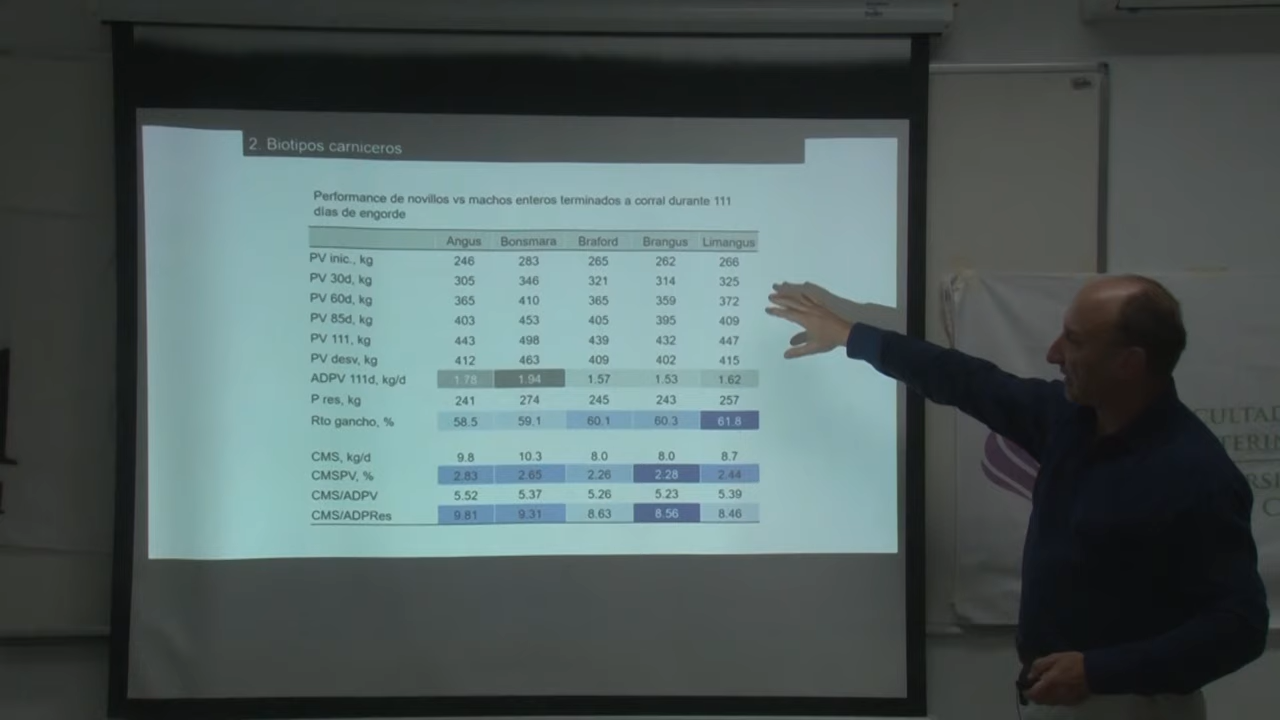 2. Biotipos carniceros
Performance de novillos vs machos enteros terminados a corral durante 111
días de engorde
Angus Bonsmara Braford Brangus Limangus
PV inic., kg 246 283 265 262 266
PV 30d, kg 305 346 321 314 325
PV 60d, kg 365 410 365 359 372
PV 85d, kg 403 453 405 395 409
PV 111, kg 443 498 439 432 447
PV desv, kg 412 463 409 402 415
ADPV 111d, kg/d 1.78 1.94 1.57 1.53 1.62
P res, kg 241 274 245 243 257
Rto gancho, % 58.5 59.1 60.1 60.3 61.8
CMS, kg/d 9.8 10.3 8.0 8.0 8.7
CMSPV, % 2.83 2.65 2.26 2.28 2.44
CMS/ADPV 5.52 5.37 5.26 5.23 5.39
CMS/ADPRes 9.81 9.31 8.63 8.56 8.46
CULTAD
TERIN
ERSI
C